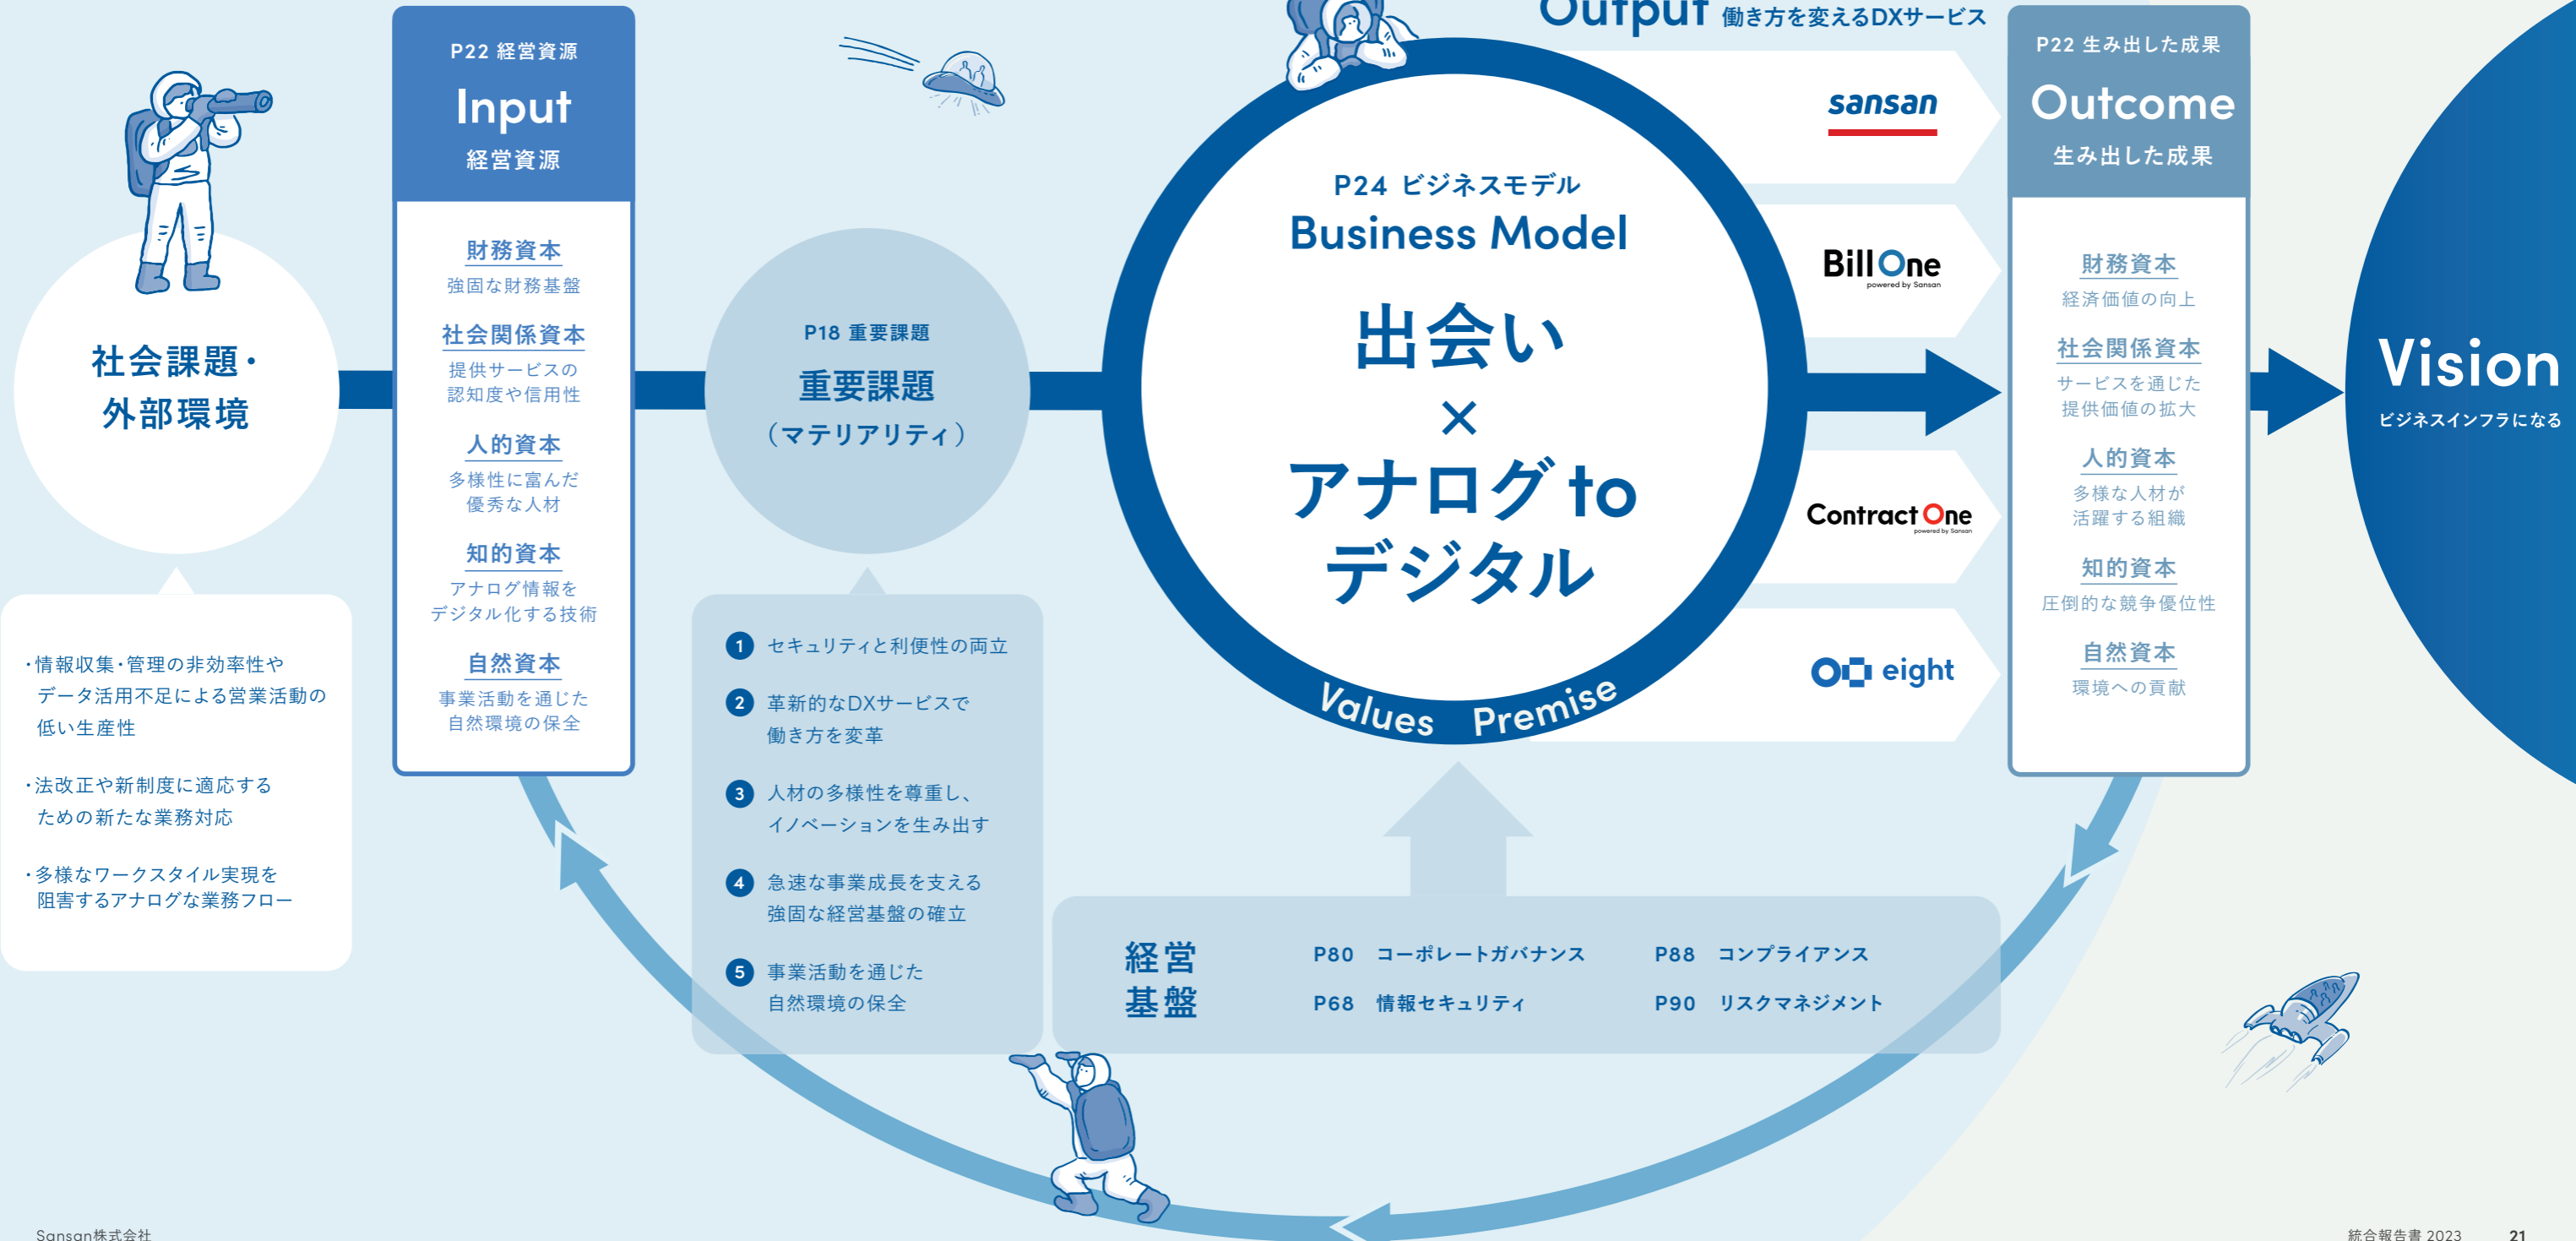 社会課題・
外部環境
・情報収集・管理の非効率性や
データ活用不足による営業活動の
低い生産性
・法改正や新制度に適応する
ための新たな業務対応
・多様なワークスタイル実現を
阻害するアナログな業務フロー
P22 経営資源
Input
経営資源
財務資本
強固な財務基盤
社会関係資本
提供サービスの
認知度や信用性
人的資本
多様性に富んだ
優秀な人材
知的資本
アナログ情報を
デジタル化する技術
自然資本
事業活動を通じた
自然環境の保全
P18 重要課題
重要課題
（マテリアリティ）
1 セキュリティと利便性の両立
2 革新的なDXサービスで
働き方を変革
3 人材の多様性を尊重し、
イノベーションを生み出す
4 急速な事業成長を支える
強固な経営基盤の確立
5 事業活動を通じた
自然環境の保全
P24 ビジネスモデル
Business Model
出会い
×
アナログ to
デジタル
Values Premise
経営
基盤
P80 コーポレートガバナンス
P88 コンプライアンス
P68 情報セキュリティ
P90 リスクマネジメント
Output 働き方を変えるDXサービス
sansan
Bill One
powered by Sansan
Contract One
powered by Sansan
eight
P22 生み出した成果
Outcome
生み出した成果
財務資本
経済価値の向上
社会関係資本
サービスを通じた
提供価値の拡大
人的資本
多様な人材が
活躍する組織
知的資本
圧倒的な競争優位性
自然資本
環境への貢献
Vision
ビジネスインフラになる
Sansan株式会社
統合報告書 2023 21